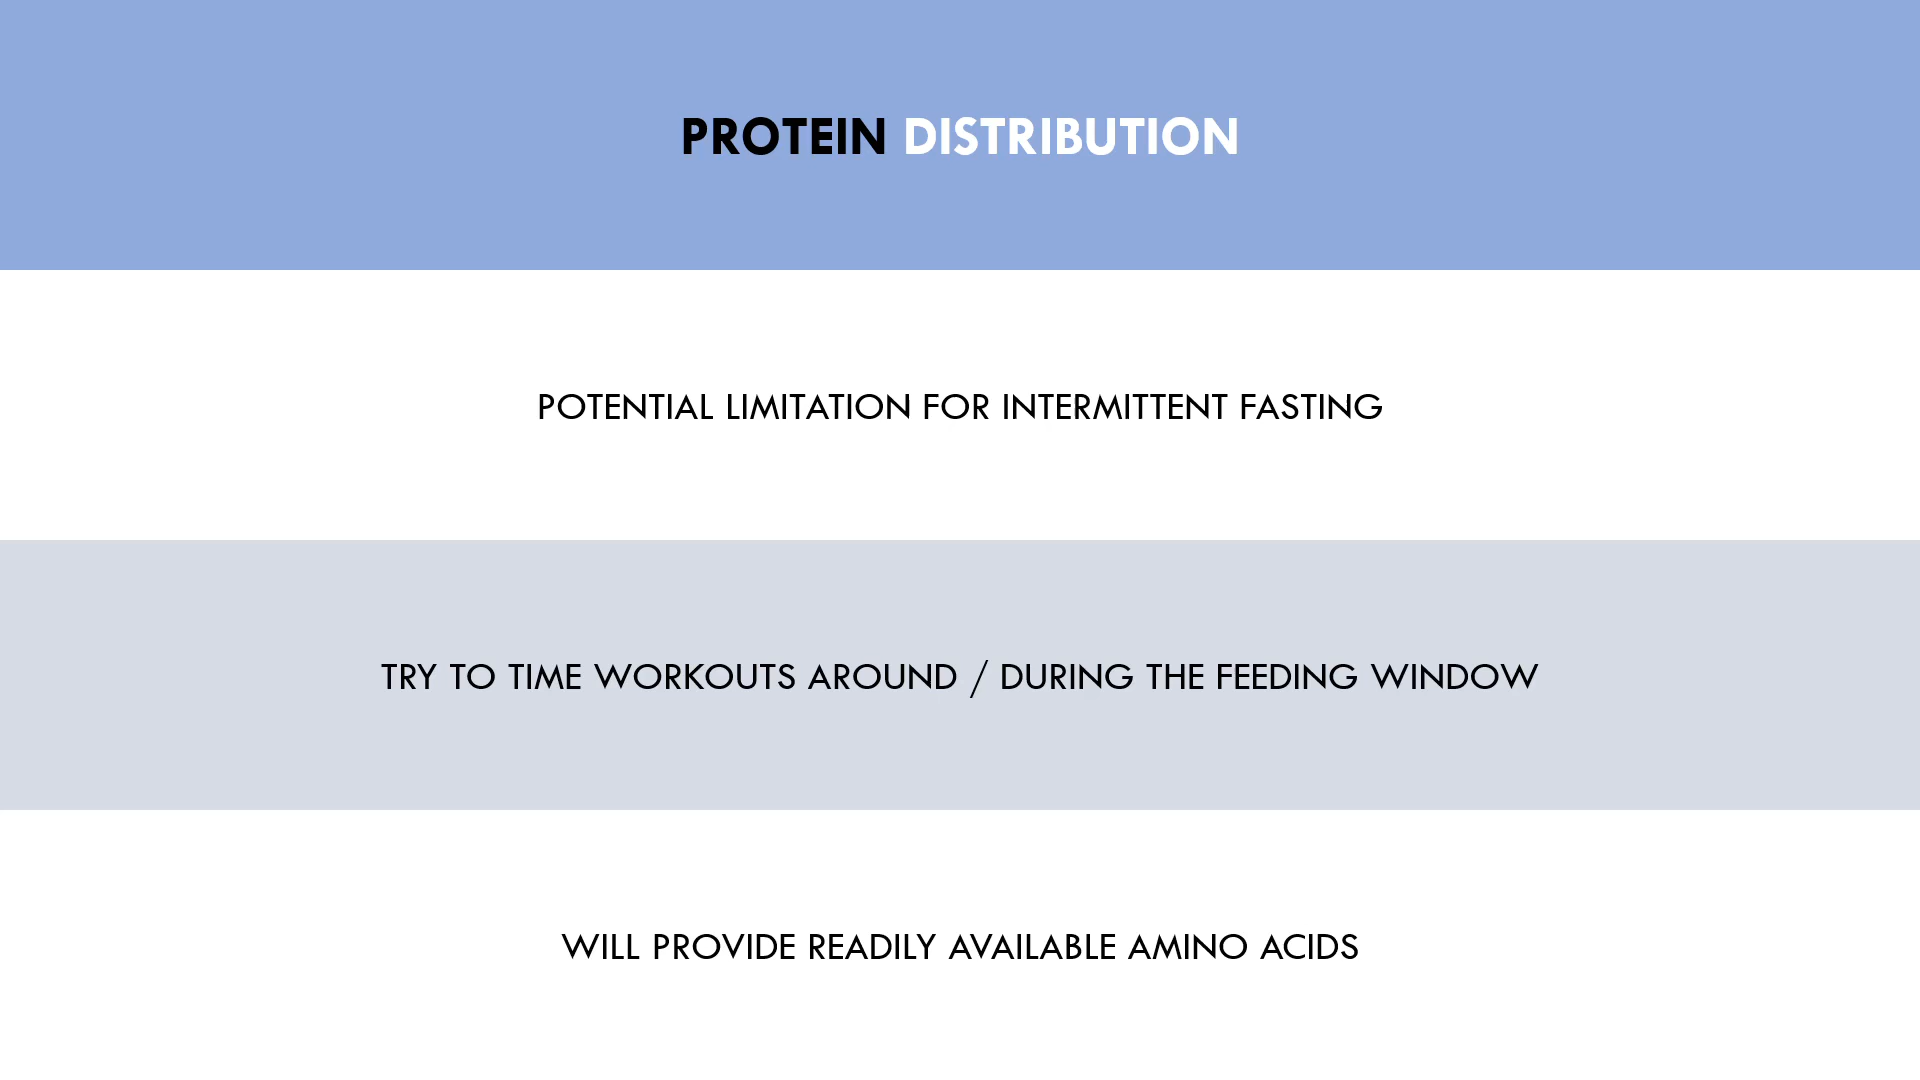 PROTEIN DISTRIBUTION
POTENTIAL LIMITATION FOR INTERMITTENT FASTING
TRY TO TIME WORKOUTS AROUND / DURING THE FEEDING WINDOW
WILL PROVIDE READILY AVAILABLE AMINO ACIDS